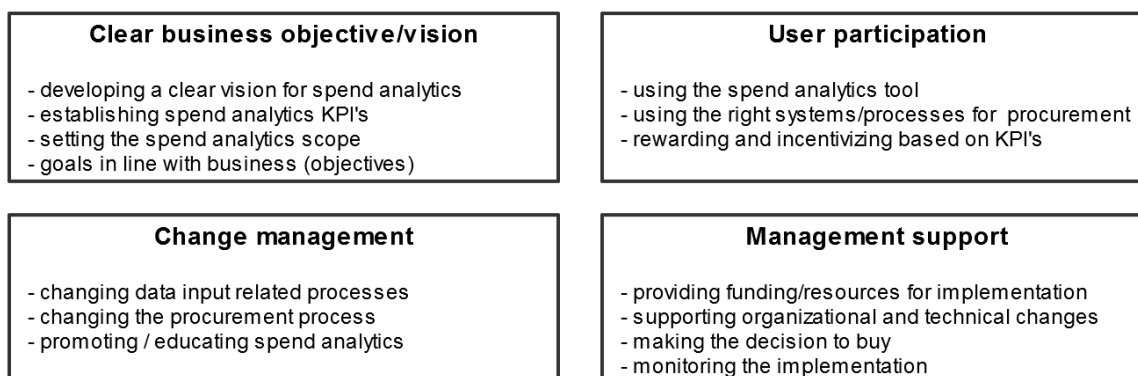 Clear business objective/vision
- developing a clear vision for spend analytics
- establishing spend analytics KPI's
- setting the spend analytics scope
- goals in line with business (objectives)
User participation
- using the spend analytics tool
- using the right systems/processes for procurement
- rewarding and incentivizing based on KPI's
Change management
- changing data input related processes
- changing the procurement process
- promoting / educating spend analytics
Management support
- providing funding/resources for implementation
- supporting organizational and technical changes
- making the decision to buy
- monitoring the implementation